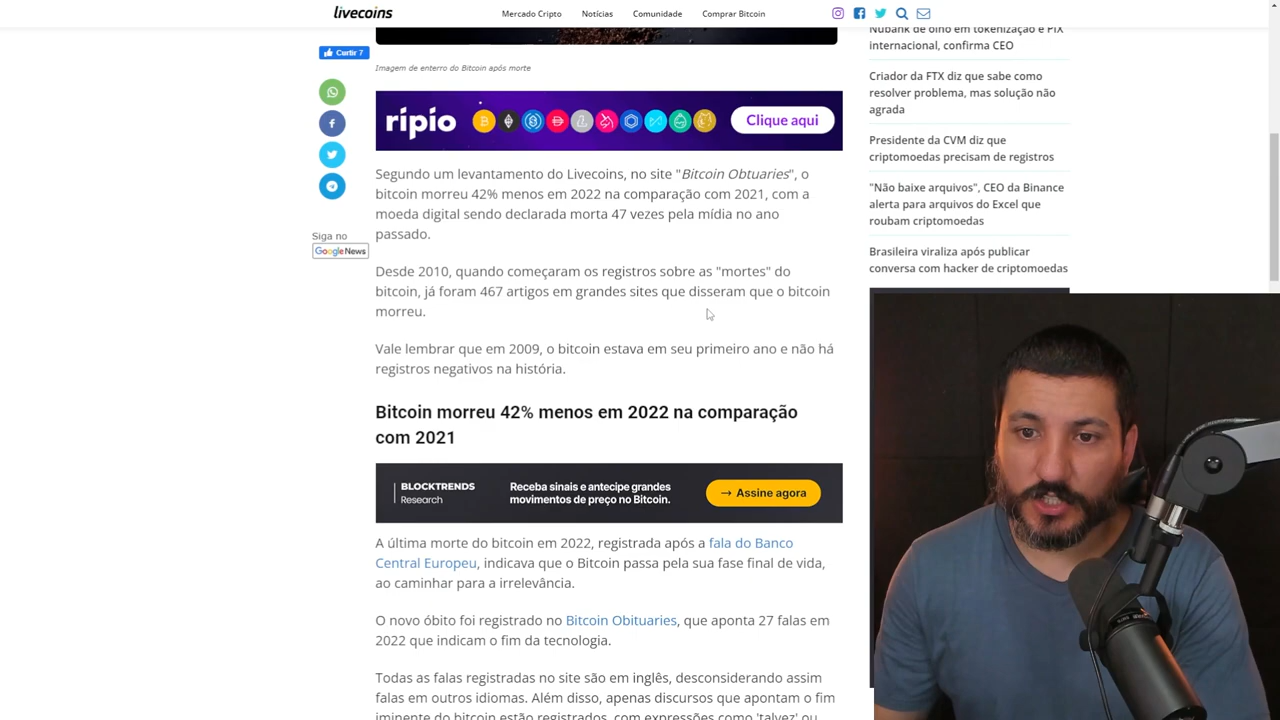 livecoins
Mercado Cripto
Notícias
Comunidade
Comprar Bitcoin
Curtir 7
Imagem de enterro do Bitcoin após morte
ripio
Clique aqui
Segundo um levantamento do Livecoins, no site "Bitcoin Obtuaries", o
bitcoin morreu 42% menos em 2022 na comparação com 2021, com a
moeda digital sendo declarada morta 47 vezes pela mídia no ano
passado.
Siga no
Google News
Desde 2010, quando começaram os registros sobre as "mortes" do
bitcoin, já foram 467 artigos em grandes sites que disseram que o bitcoin
morreu.
Vale lembrar que em 2009, o bitcoin estava em seu primeiro ano e não há
registros negativos na história.
Bitcoin morreu 42% menos em 2022 na comparação
com 2021
BLOCKTRENDS
Research
Receba sinais e antecipe grandes
movimentos de preço no Bitcoin.
→ Assine agora
A última morte do bitcoin em 2022, registrada após a fala do Banco
Central Europeu, indicava que o Bitcoin passa pela sua fase final de vida,
ao caminhar para a irrelevância.
O novo óbito foi registrado no Bitcoin Obituaries, que aponta 27 falas em
2022 que indicam o fim da tecnologia.
Todas as falas registradas no site são em inglês, desconsiderando assim
falas em outros idiomas. Além disso, apenas discursos que apontam o fim
iminente do bitcoin estão registrados, com expressões como 'talvez' ou
Nubank de olho em tokenização e PIX
internacional, confirma CEO
Criador da FTX diz que sabe como
resolver problema, mas solução não
agrada
Presidente da CVM diz que
criptomoedas precisam de registros
"Não baixe arquivos", CEO da Binance
alerta para arquivos do Excel que
roubam criptomoedas
Brasileira viraliza após publicar
conversa com hacker de criptomoedas